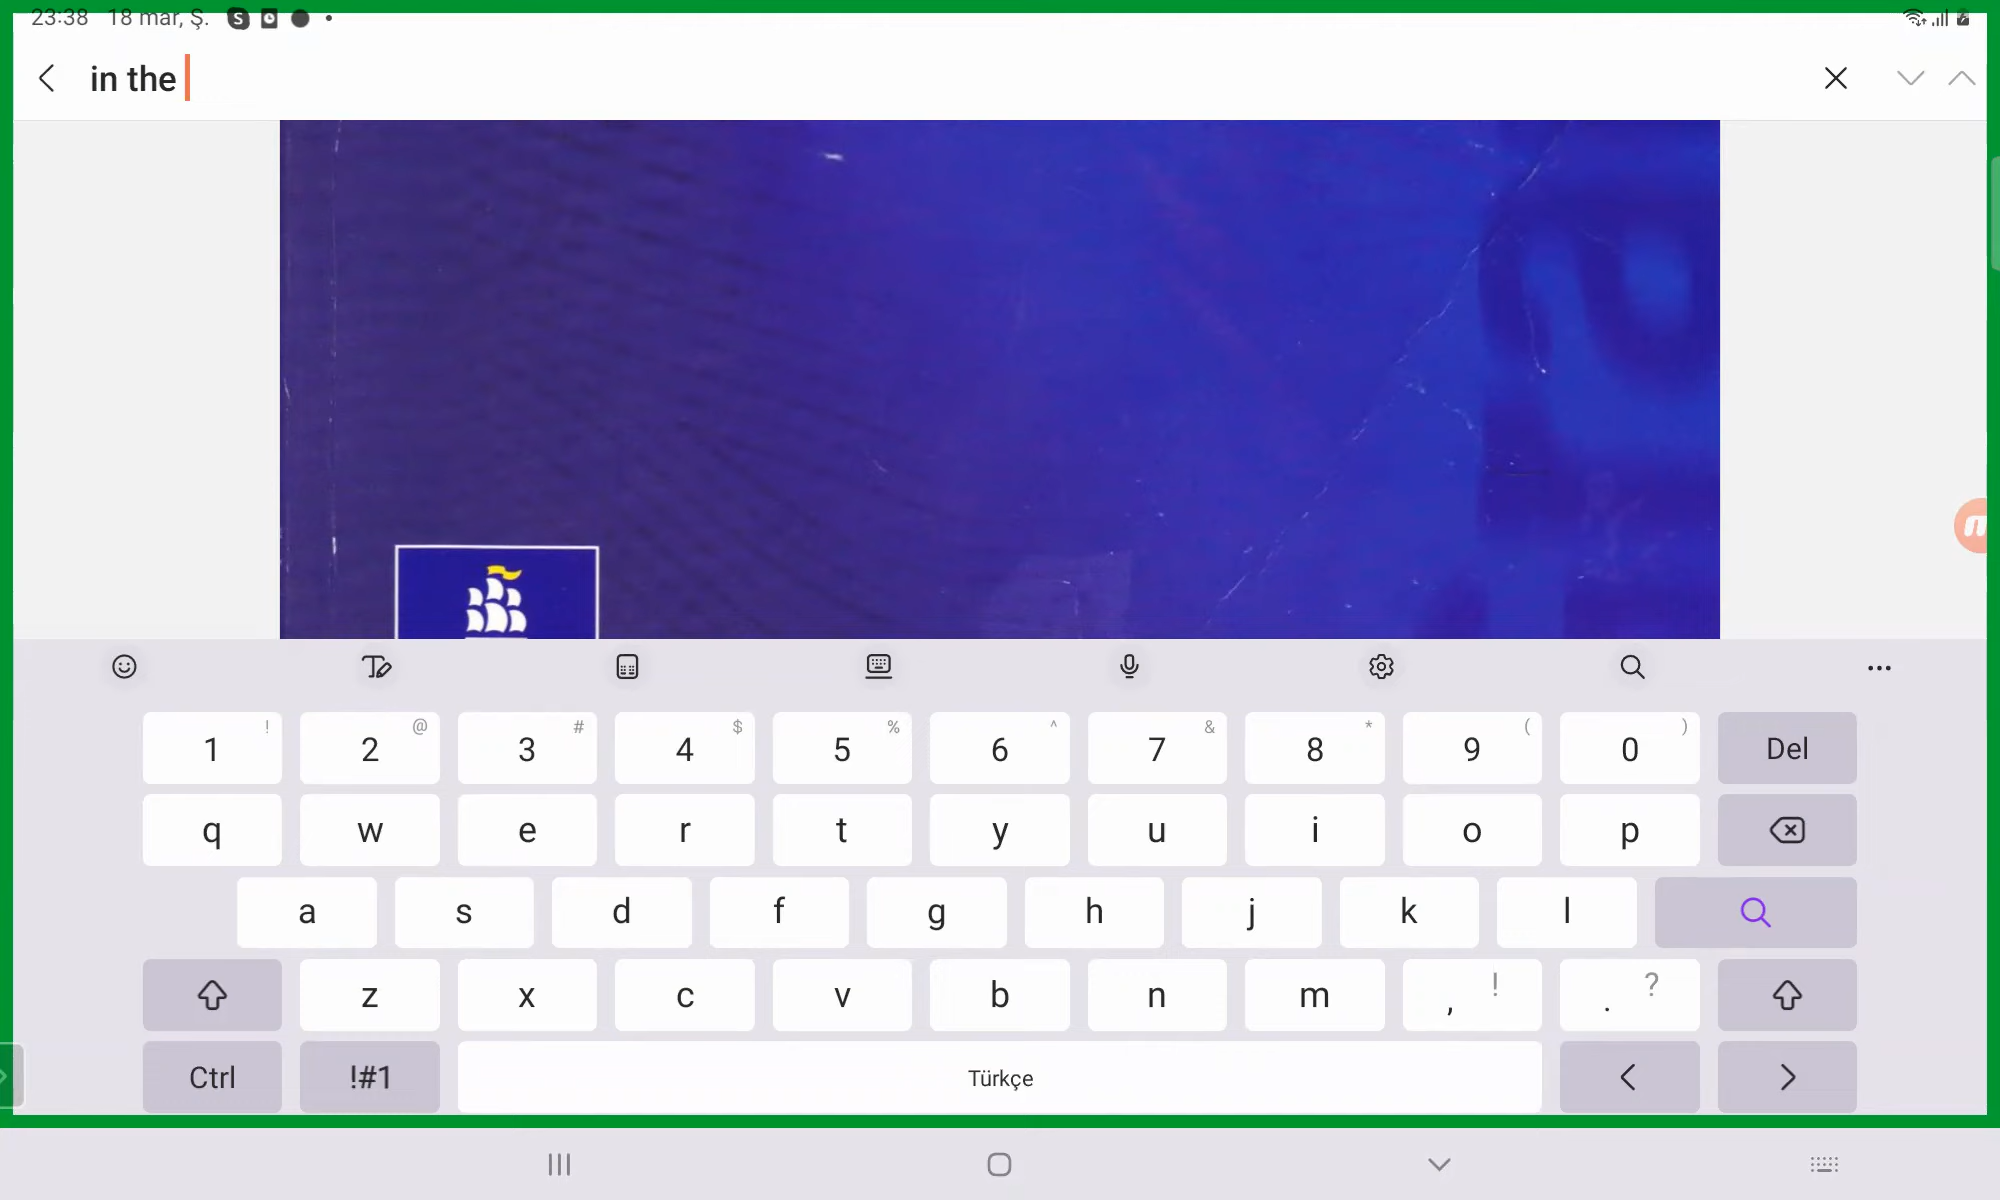 23:38 18 mar, Ş.
in the
1 ! 2 @ 3 # 4 $ 5 % 6 ^ 7 & 8 * 9 ( 0 ) Del
q w e r t y u i o p
a s d f g h j k l
z x c v b n m , ! . ?
Ctrl !#1 Türkçe